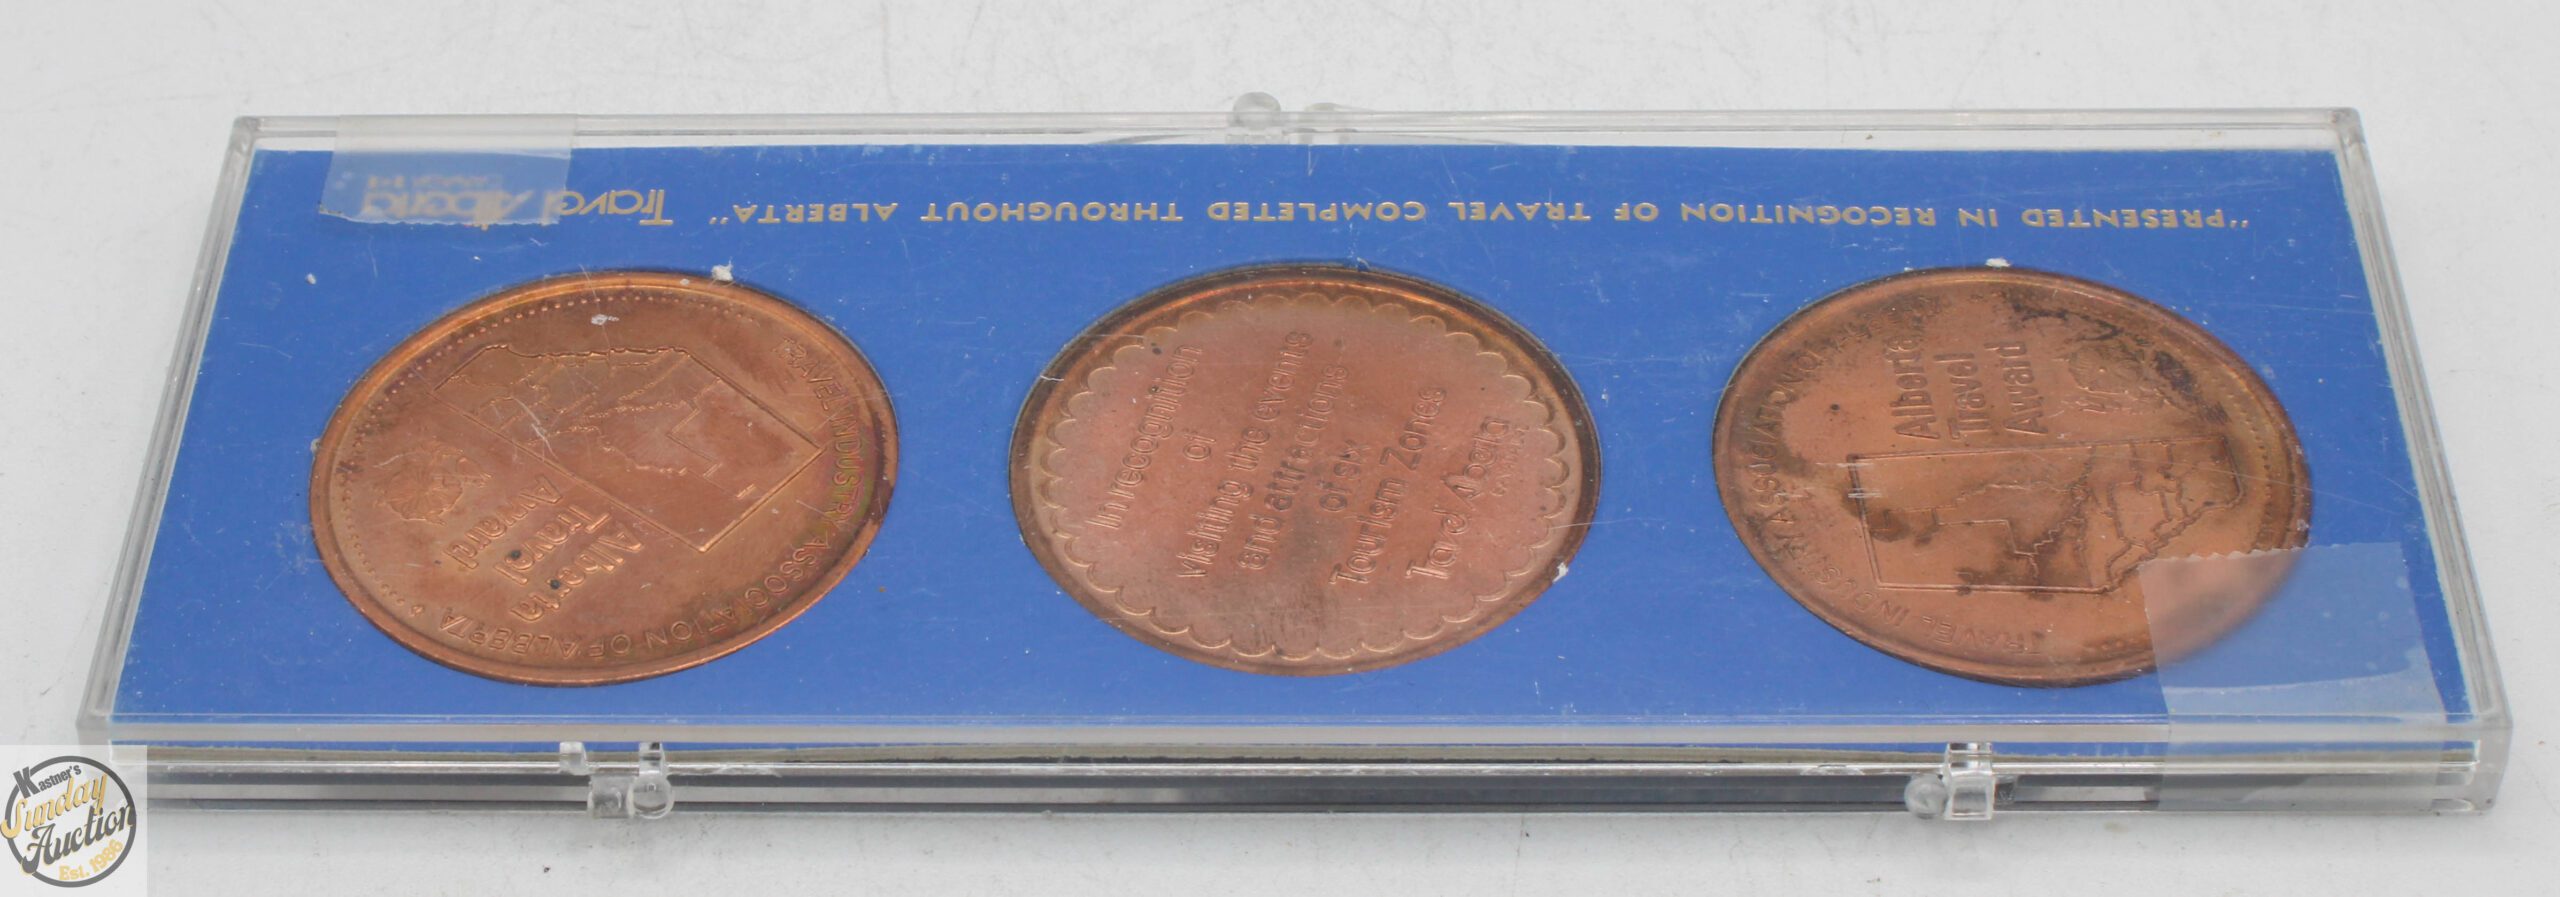 "PRESENTED IN RECOGNITION OF TRAVEL COMPLETED THROUGHOUT ALBERTA" Travel Alberta
TRAVEL INDUSTRY ASSOCIATION OF ALBERTA
Alberta
Travel
Award
In recognition
of
Visiting the events
and attractions
of six
Tourism Zones
Travel Alberta
CANADA
TRAVEL INDUSTRY ASSOCIATION OF
Alberta
Travel
Award
Kastner's
Sunday
Auction
Est. 1986